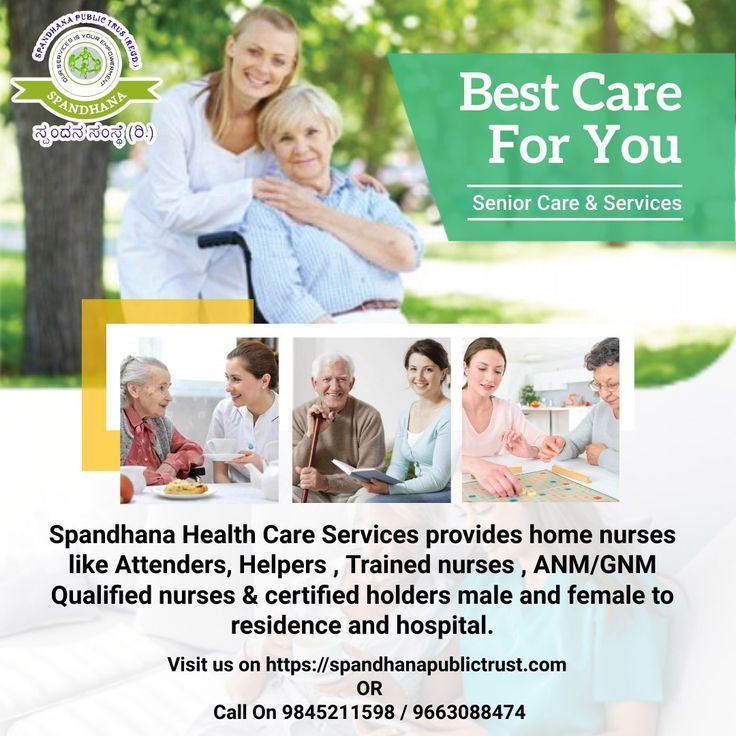 SPANDHANA PUBLIC TRUST (REGD.)
OUR SERVICES IS YOUR EMPOWERMENT
SPANDHANA
ಸ್ಪಂದನ ಸಂಸ್ಥೆ (ರಿ.)
Best Care
For You
Senior Care & Services
Spandhana Health Care Services provides home nurses
like Attenders, Helpers , Trained nurses , ANM/GNM
Qualified nurses & certified holders male and female to
residence and hospital.
Visit us on https://spandhanapublictrust.com
OR
Call On 9845211598 / 9663088474